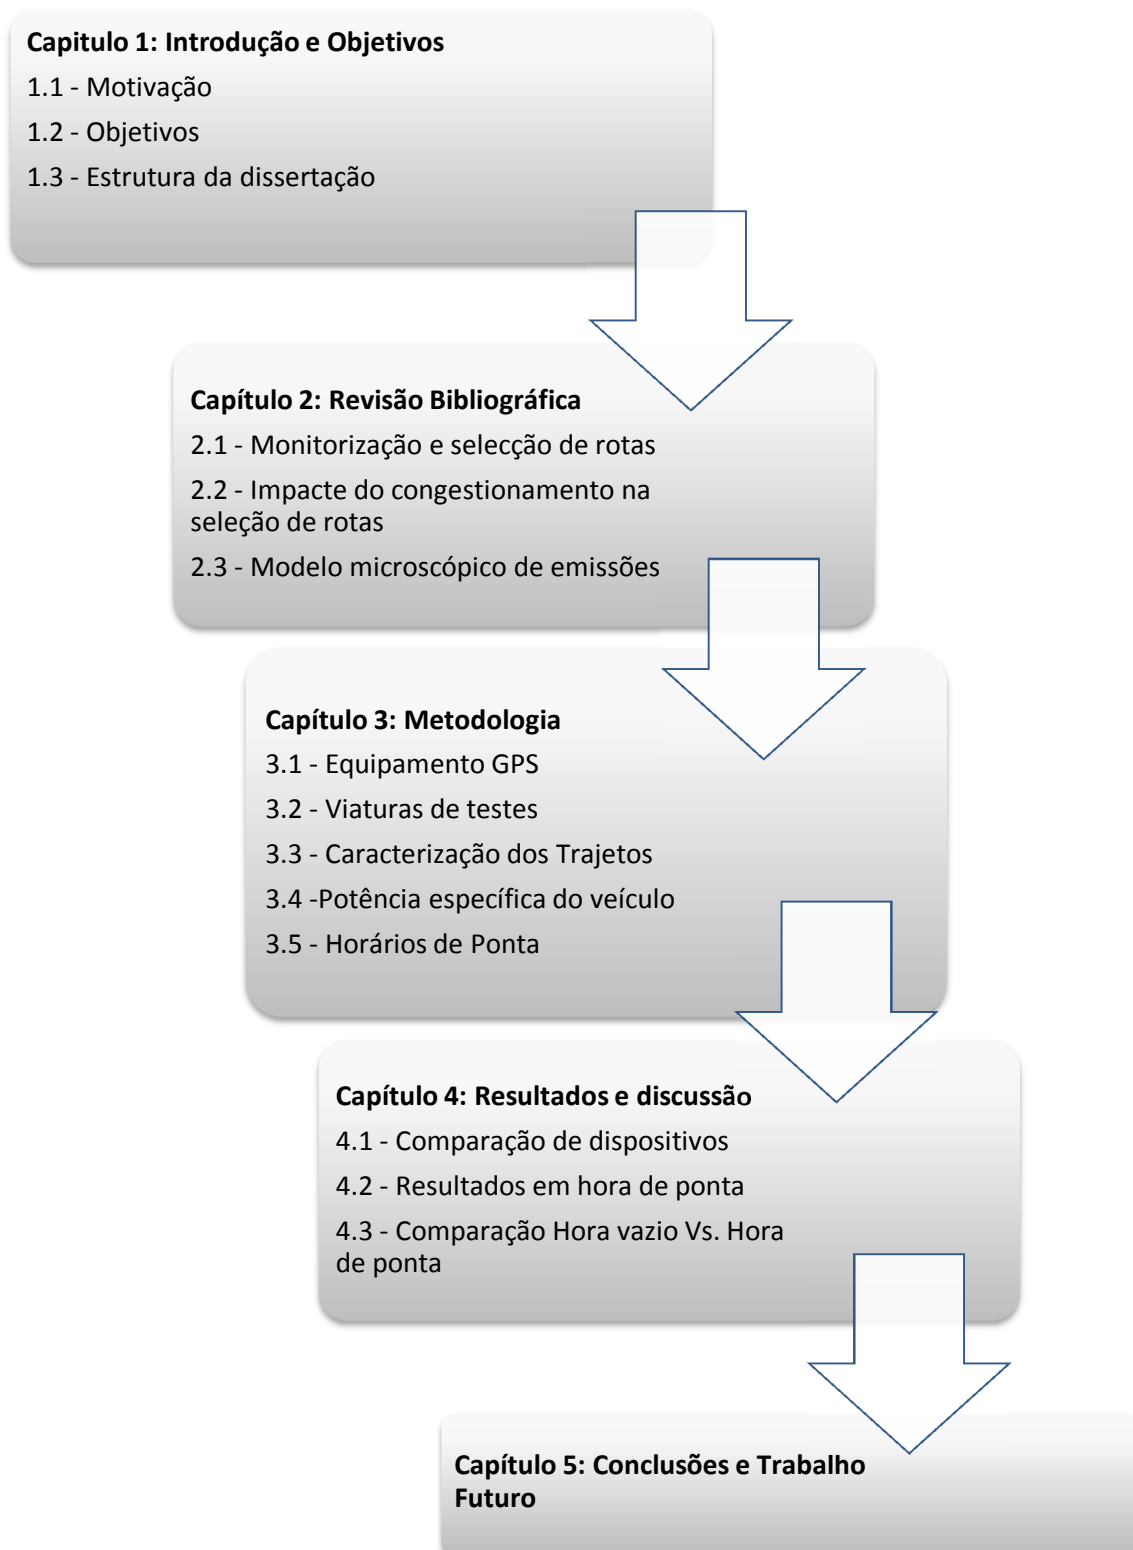 Capitulo 1: Introdução e Objetivos
1.1 - Motivação
1.2 - Objetivos
1.3 - Estrutura da dissertação
Capítulo 2: Revisão Bibliográfica
2.1 - Monitorização e selecção de rotas
2.2 - Impacte do congestionamento na
seleção de rotas
2.3 - Modelo microscópico de emissões
Capítulo 3: Metodologia
3.1 - Equipamento GPS
3.2 - Viaturas de testes
3.3 - Caracterização dos Trajetos
3.4 -Potência específica do veículo
3.5 - Horários de Ponta
Capítulo 4: Resultados e discussão
4.1 - Comparação de dispositivos
4.2 - Resultados em hora de ponta
4.3 - Comparação Hora vazio Vs. Hora
de ponta
Capítulo 5: Conclusões e Trabalho
Futuro